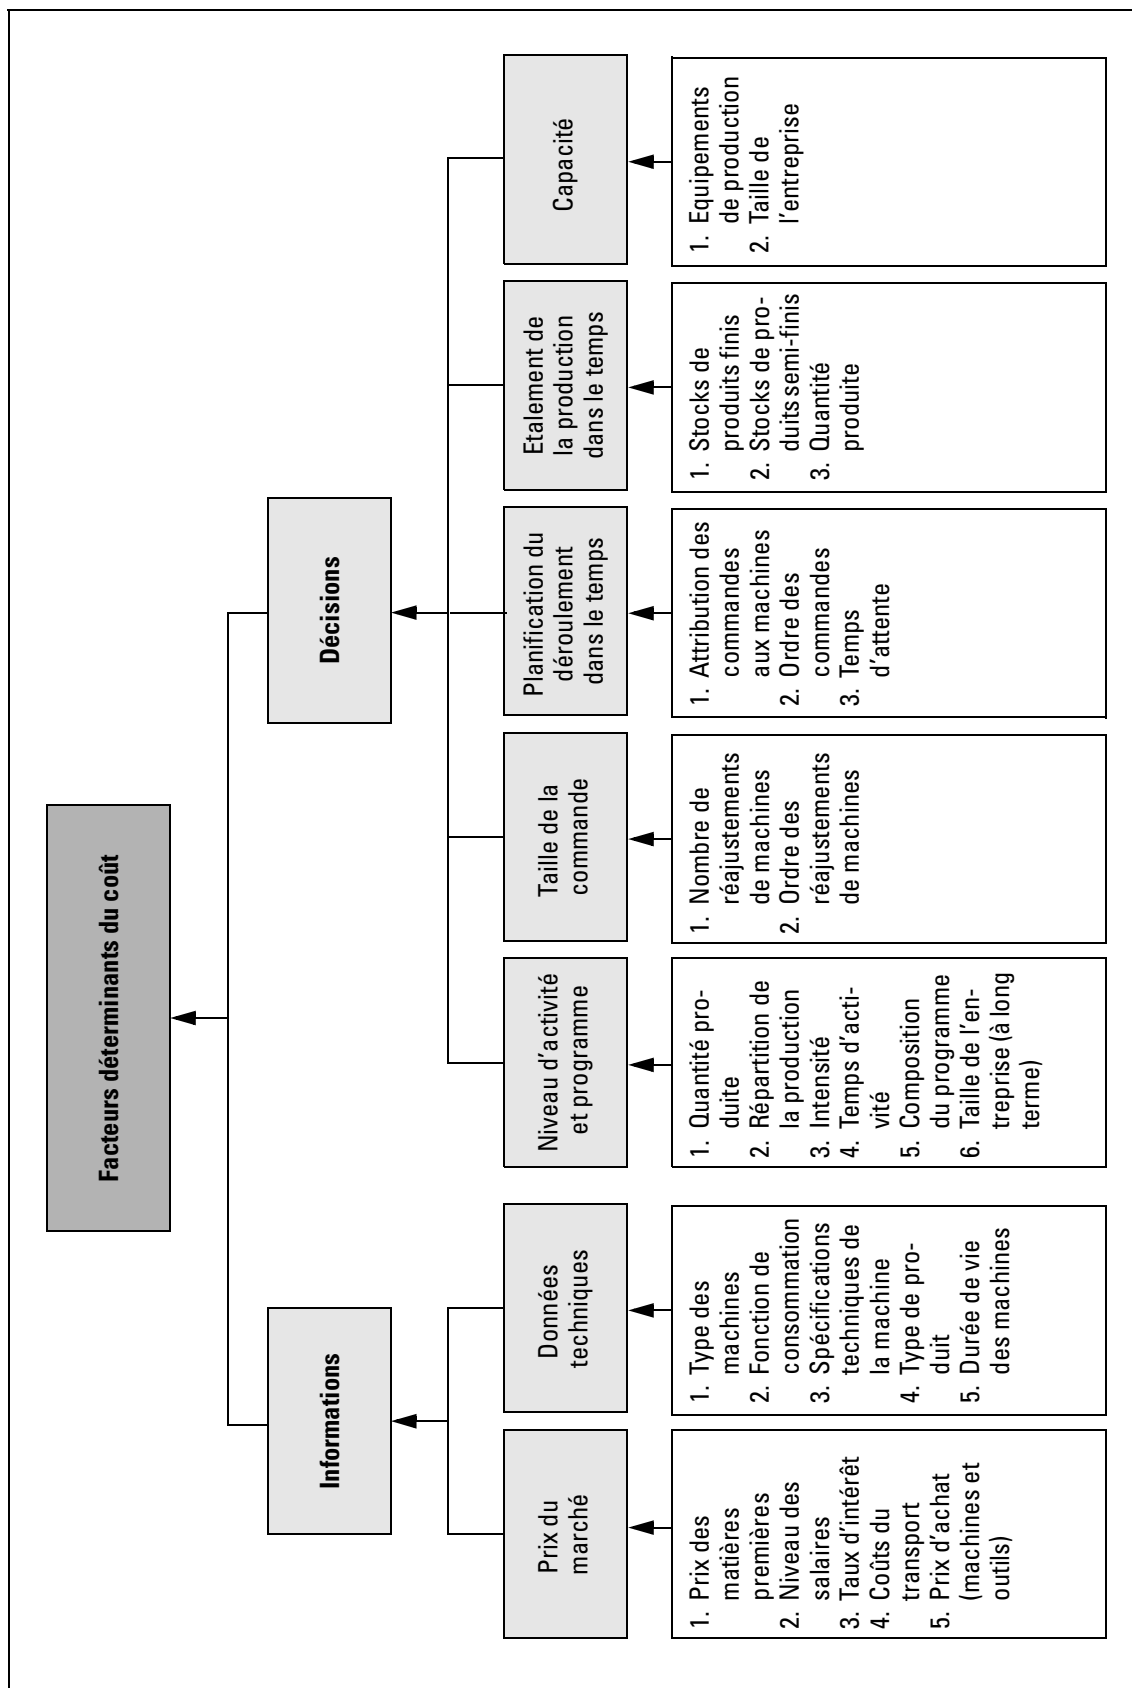 Facteurs déterminants du coût
Informations
Décisions
Prix du
marché
Données
techniques
Niveau d'activité
et programme
Taille de la
commande
Planification du
déroulement
dans le temps
Etalement de
la production
dans le temps
Capacité
1. Prix des
matières
premières
2. Niveau des
salaires
3. Taux d'intérêt
4. Coûts du
transport
5. Prix d'achat
(machines et
outils)
1. Type des
machines
2. Fonction de
consommation
3. Spécifications
techniques de
la machine
4. Type de pro-
duit
5. Durée de vie
des machines
1. Quantité pro-
duite
2. Répartition de
la production
3. Intensité
4. Temps d'acti-
vité
5. Composition
du programme
6. Taille de l'en-
treprise (à long
terme)
1. Nombre de
réajustements
de machines
2. Ordre des
réajustements
de machines
1. Attribution des
commandes
aux machines
2. Ordre des
commandes
3. Temps
d'attente
1. Stocks de
produits finis
2. Stocks de pro-
duits semi-finis
3. Quantité
produite
1. Equipements
de production
2. Taille de
l'entreprise